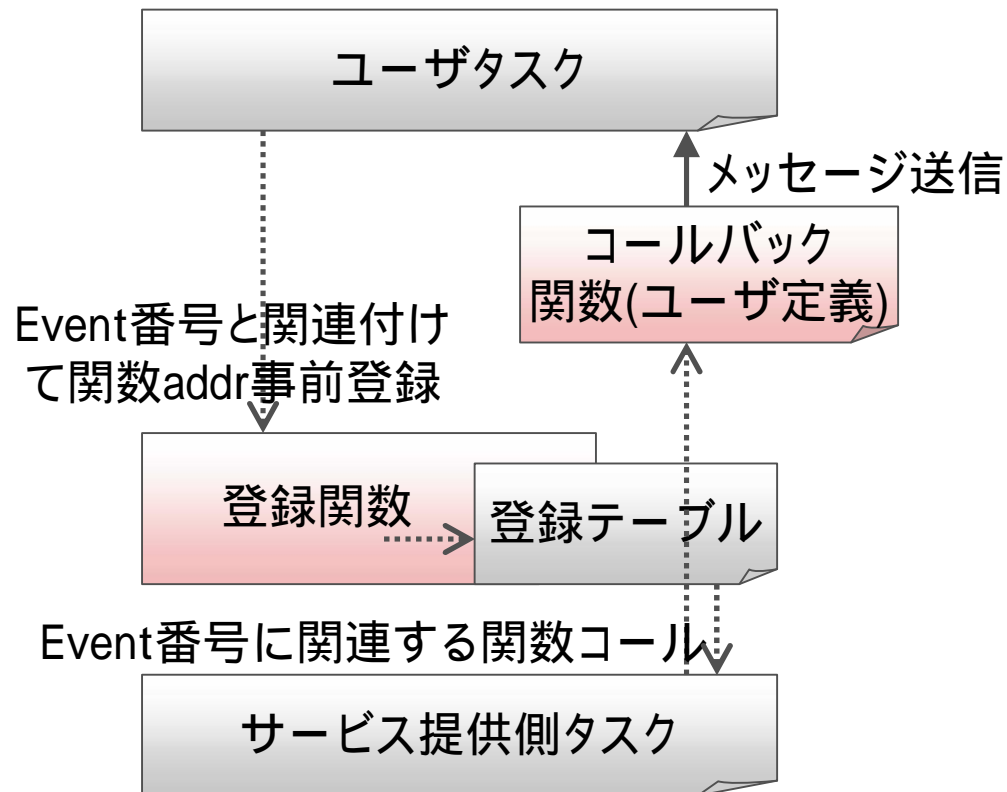 ユーザタスク
メッセージ送信
コールバック
関数(ユーザ定義)
Event番号と関連付け
て関数addr事前登録
登録関数
登録テーブル
Event番号に関連する関数コール
サービス提供側タスク